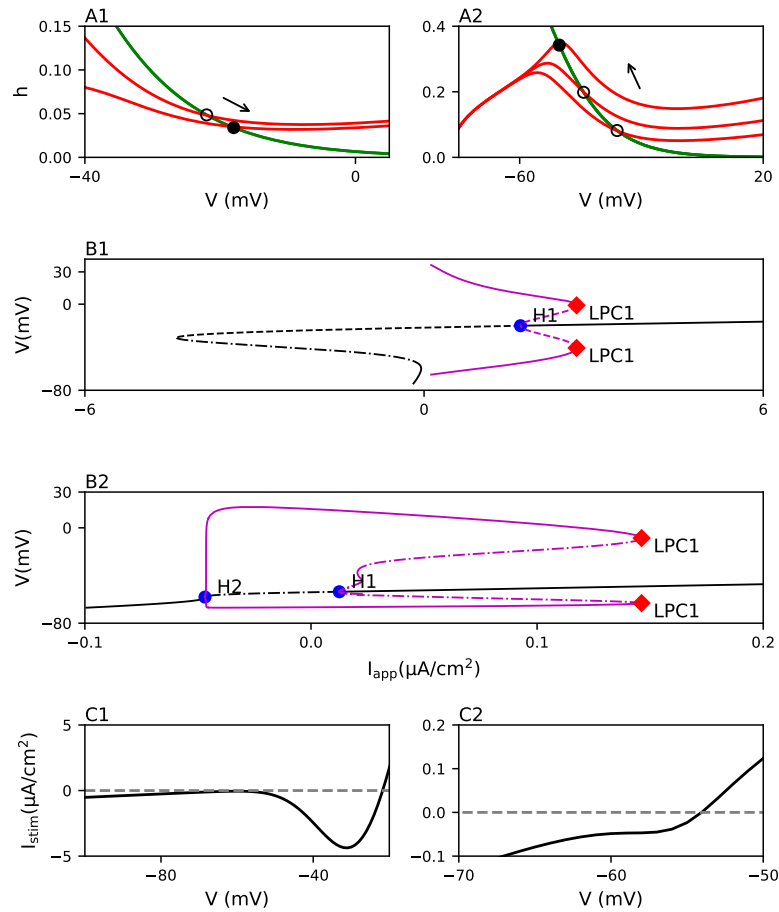 A1
0.15
0.10
0.05
0.00
h
−40
0
V (mV)
A2
0.4
0.2
0.0
−60
20
V (mV)
B1
30
0
−80
V(mV)
H1
LPC1
LPC1
−6
0
6
B2
30
0
−80
V(mV)
H2
H1
LPC1
LPC1
−0.1
0.0
0.1
0.2
I_app(μA/cm²)
C1
5
0
−5
I_stim(μA/cm²)
−80
−40
V (mV)
C2
0.2
0.1
0.0
−0.1
−70
−60
−50
V (mV)